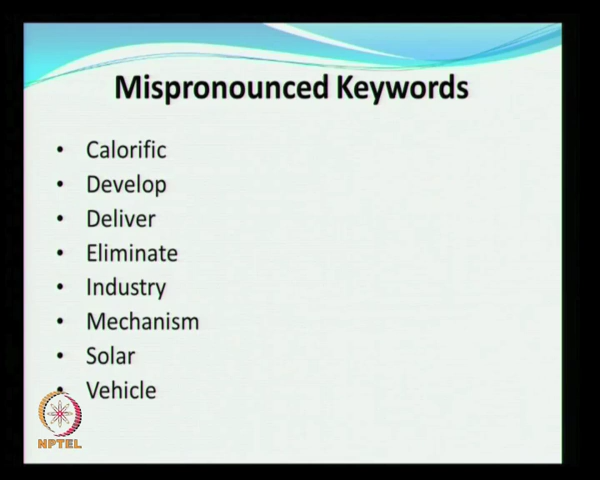 Mispronounced Keywords
• Calorific
• Develop
• Deliver
• Eliminate
• Industry
• Mechanism
• Solar
• Vehicle
NPTEL